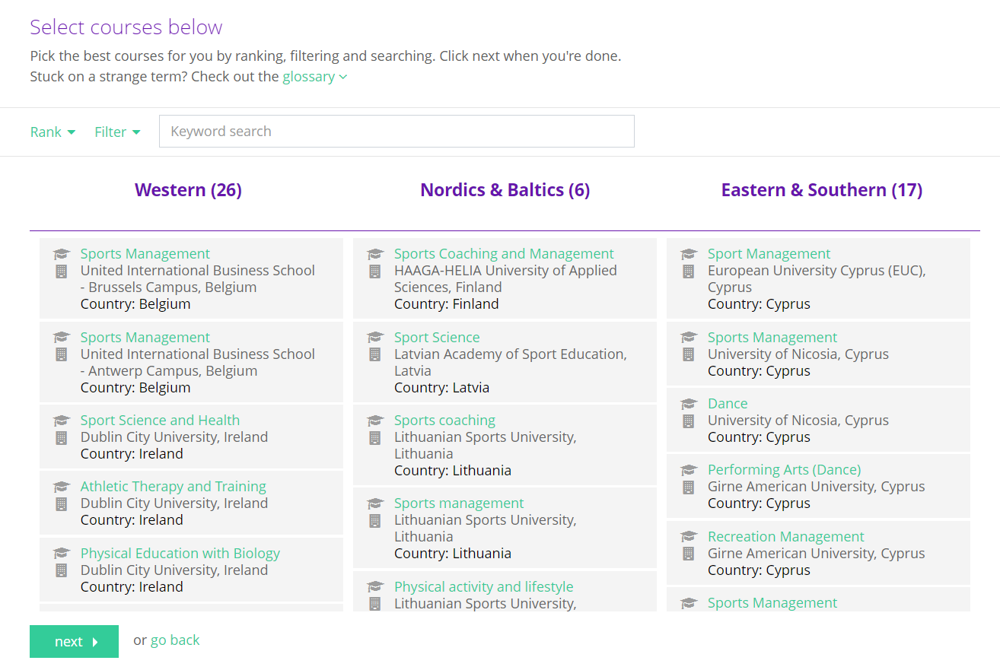 Select courses below
Pick the best courses for you by ranking, filtering and searching. Click next when you're done.
Stuck on a strange term? Check out the glossary
Rank
Filter
Keyword search
Western (26)
Sports Management
United International Business School
- Brussels Campus, Belgium
Country: Belgium
Sports Management
United International Business School
- Antwerp Campus, Belgium
Country: Belgium
Sport Science and Health
Dublin City University, Ireland
Country: Ireland
Athletic Therapy and Training
Dublin City University, Ireland
Country: Ireland
Physical Education with Biology
Dublin City University, Ireland
Country: Ireland
Nordics & Baltics (6)
Sports Coaching and Management
HAAGA-HELIA University of Applied
Sciences, Finland
Country: Finland
Sport Science
Latvian Academy of Sport Education,
Latvia
Country: Latvia
Sports coaching
Lithuanian Sports University,
Lithuania
Country: Lithuania
Sports management
Lithuanian Sports University,
Lithuania
Country: Lithuania
Physical activity and lifestyle
Lithuanian Sports University,
Eastern & Southern (17)
Sport Management
European University Cyprus (EUC),
Cyprus
Country: Cyprus
Sports Management
University of Nicosia, Cyprus
Country: Cyprus
Dance
University of Nicosia, Cyprus
Country: Cyprus
Performing Arts (Dance)
Girne American University, Cyprus
Country: Cyprus
Recreation Management
Girne American University, Cyprus
Country: Cyprus
Sports Management
next
or go back